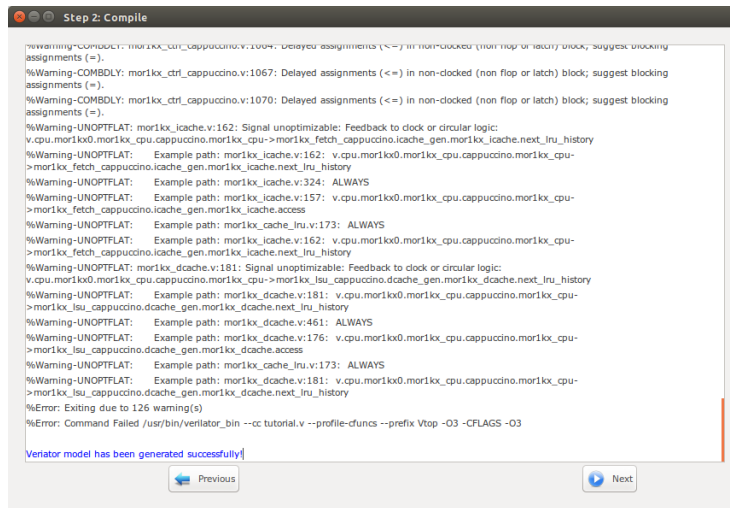 Step 2: Compile
%Warning-COMBDLY: mor1kx_ctrl_cappuccino.v:1064: Delayed assignments (<=) in non-clocked (non flop or latch) block; suggest blocking
assignments (=).
%Warning-COMBDLY: mor1kx_ctrl_cappuccino.v:1067: Delayed assignments (<=) in non-clocked (non flop or latch) block; suggest blocking
assignments (=).
%Warning-COMBDLY: mor1kx_ctrl_cappuccino.v:1070: Delayed assignments (<=) in non-clocked (non flop or latch) block; suggest blocking
assignments (=).
%Warning-UNOPTFLAT: mor1kx_icache.v:162: Signal unoptimizable: Feedback to clock or circular logic:
v.cpu.mor1kx0.mor1kx_cpu.cappuccino.mor1kx_cpu->mor1kx_fetch_cappuccino.icache_gen.mor1kx_icache.next_lru_history
%Warning-UNOPTFLAT: Example path: mor1kx_icache.v:162: v.cpu.mor1kx0.mor1kx_cpu.cappuccino.mor1kx_cpu-
>mor1kx_fetch_cappuccino.icache_gen.mor1kx_icache.next_lru_history
%Warning-UNOPTFLAT: Example path: mor1kx_icache.v:324: ALWAYS
%Warning-UNOPTFLAT: Example path: mor1kx_icache.v:157: v.cpu.mor1kx0.mor1kx_cpu.cappuccino.mor1kx_cpu-
>mor1kx_fetch_cappuccino.icache_gen.mor1kx_icache.access
%Warning-UNOPTFLAT: Example path: mor1kx_cache_lru.v:173: ALWAYS
%Warning-UNOPTFLAT: Example path: mor1kx_icache.v:162: v.cpu.mor1kx0.mor1kx_cpu.cappuccino.mor1kx_cpu-
>mor1kx_fetch_cappuccino.icache_gen.mor1kx_icache.next_lru_history
%Warning-UNOPTFLAT: mor1kx_dcache.v:181: Signal unoptimizable: Feedback to clock or circular logic:
v.cpu.mor1kx0.mor1kx_cpu.cappuccino.mor1kx_cpu->mor1kx_lsu_cappuccino.dcache_gen.mor1kx_dcache.next_lru_history
%Warning-UNOPTFLAT: Example path: mor1kx_dcache.v:181: v.cpu.mor1kx0.mor1kx_cpu.cappuccino.mor1kx_cpu-
>mor1kx_lsu_cappuccino.dcache_gen.mor1kx_dcache.next_lru_history
%Warning-UNOPTFLAT: Example path: mor1kx_dcache.v:461: ALWAYS
%Warning-UNOPTFLAT: Example path: mor1kx_dcache.v:176: v.cpu.mor1kx0.mor1kx_cpu.cappuccino.mor1kx_cpu-
>mor1kx_lsu_cappuccino.dcache_gen.mor1kx_dcache.access
%Warning-UNOPTFLAT: Example path: mor1kx_cache_lru.v:173: ALWAYS
%Warning-UNOPTFLAT: Example path: mor1kx_dcache.v:181: v.cpu.mor1kx0.mor1kx_cpu.cappuccino.mor1kx_cpu-
>mor1kx_lsu_cappuccino.dcache_gen.mor1kx_dcache.next_lru_history
%Error: Exiting due to 126 warning(s)
%Error: Command Failed /usr/bin/verilator_bin --cc tutorial.v --profile-cfuncs --prefix Vtop -O3 -CFLAGS -O3
Veriator model has been generated successfully!
Previous
Next